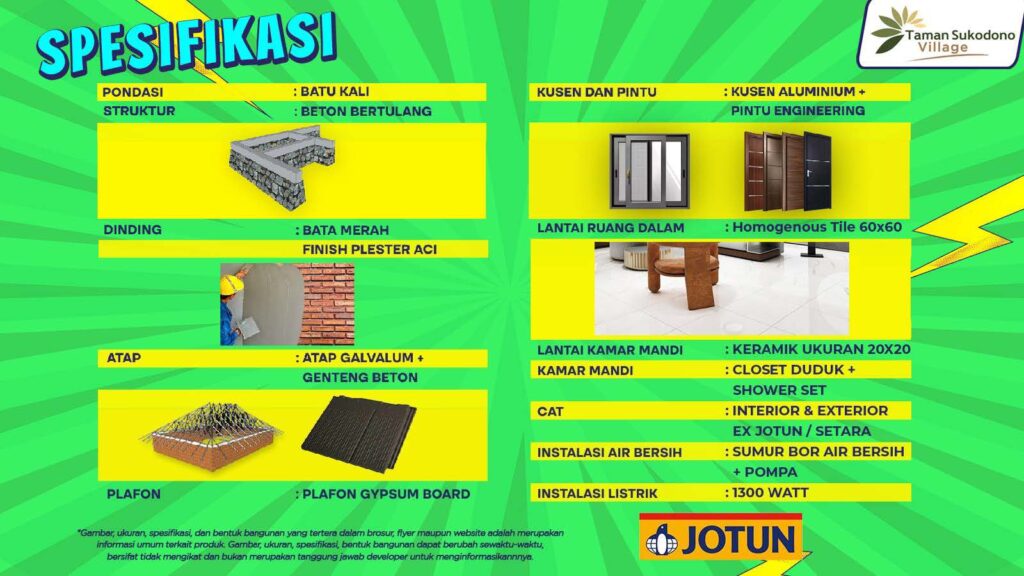 SPESIFIKASI
Taman Sukodono
Village
PONDASI : BATU KALI
STRUKTUR : BETON BERTULANG
DINDING : BATA MERAH
FINISH PLESTER ACI
ATAP : ATAP GALVALUM +
GENTENG BETON
PLAFON : PLAFON GYPSUM BOARD
KUSEN DAN PINTU : KUSEN ALUMINIUM +
PINTU ENGINEERING
LANTAI RUANG DALAM : Homogenous Tile 60x60
LANTAI KAMAR MANDI : KERAMIK UKURAN 20X20
KAMAR MANDI : CLOSET DUDUK +
SHOWER SET
CAT : INTERIOR & EXTERIOR
EX JOTUN / SETARA
INSTALASI AIR BERSIH : SUMUR BOR AIR BERSIH
+ POMPA
INSTALASI LISTRIK : 1300 WATT
*Gambar, ukuran, spesifikasi, dan bentuk bangunan yang tertera dalam brosur, flyer maupun website adalah merupakan
informasi umum terkait produk. Gambar, ukuran, spesifikasi, bentuk bangunan dapat berubah sewaktu-waktu,
bersifat tidak mengikat dan bukan merupakan tanggung jawab developer untuk menginformasikannnya.
JOTUN